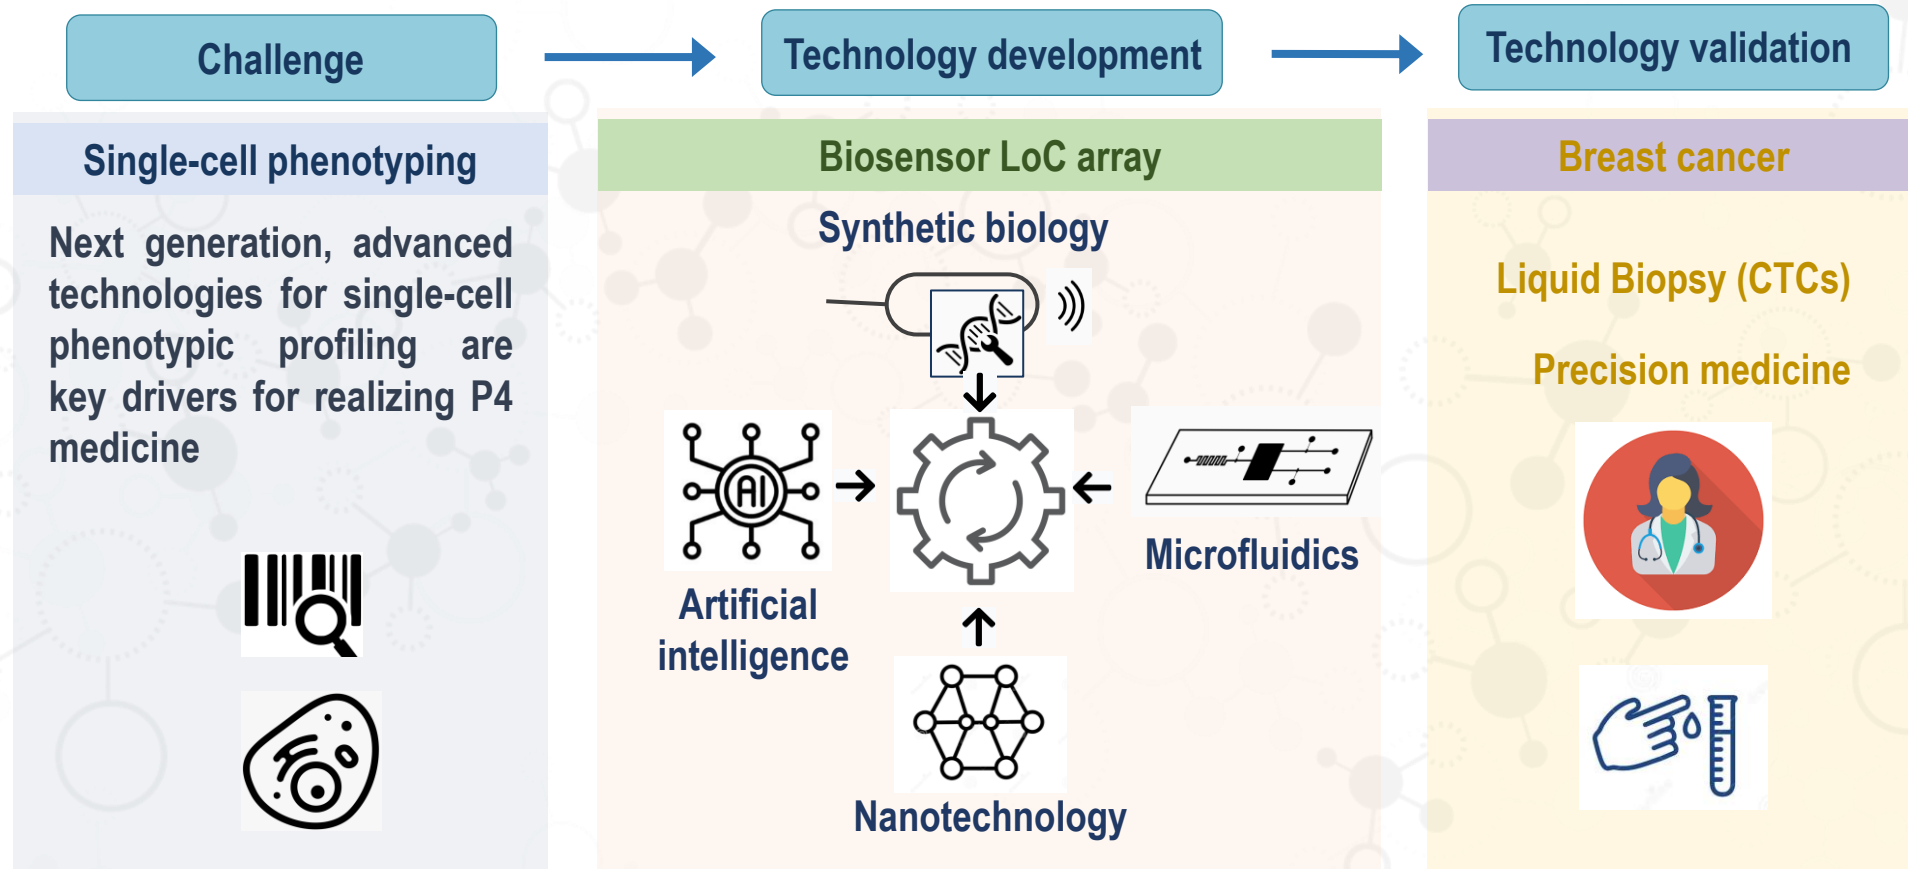 Challenge
Technology development
Technology validation
Single-cell phenotyping
Next generation, advanced
technologies for single-cell
phenotypic profiling are
key drivers for realizing P4
medicine
Biosensor LoC array
Synthetic biology
AI
Artificial
intelligence
Microfluidics
Nanotechnology
Breast cancer
Liquid Biopsy (CTCs)
Precision medicine